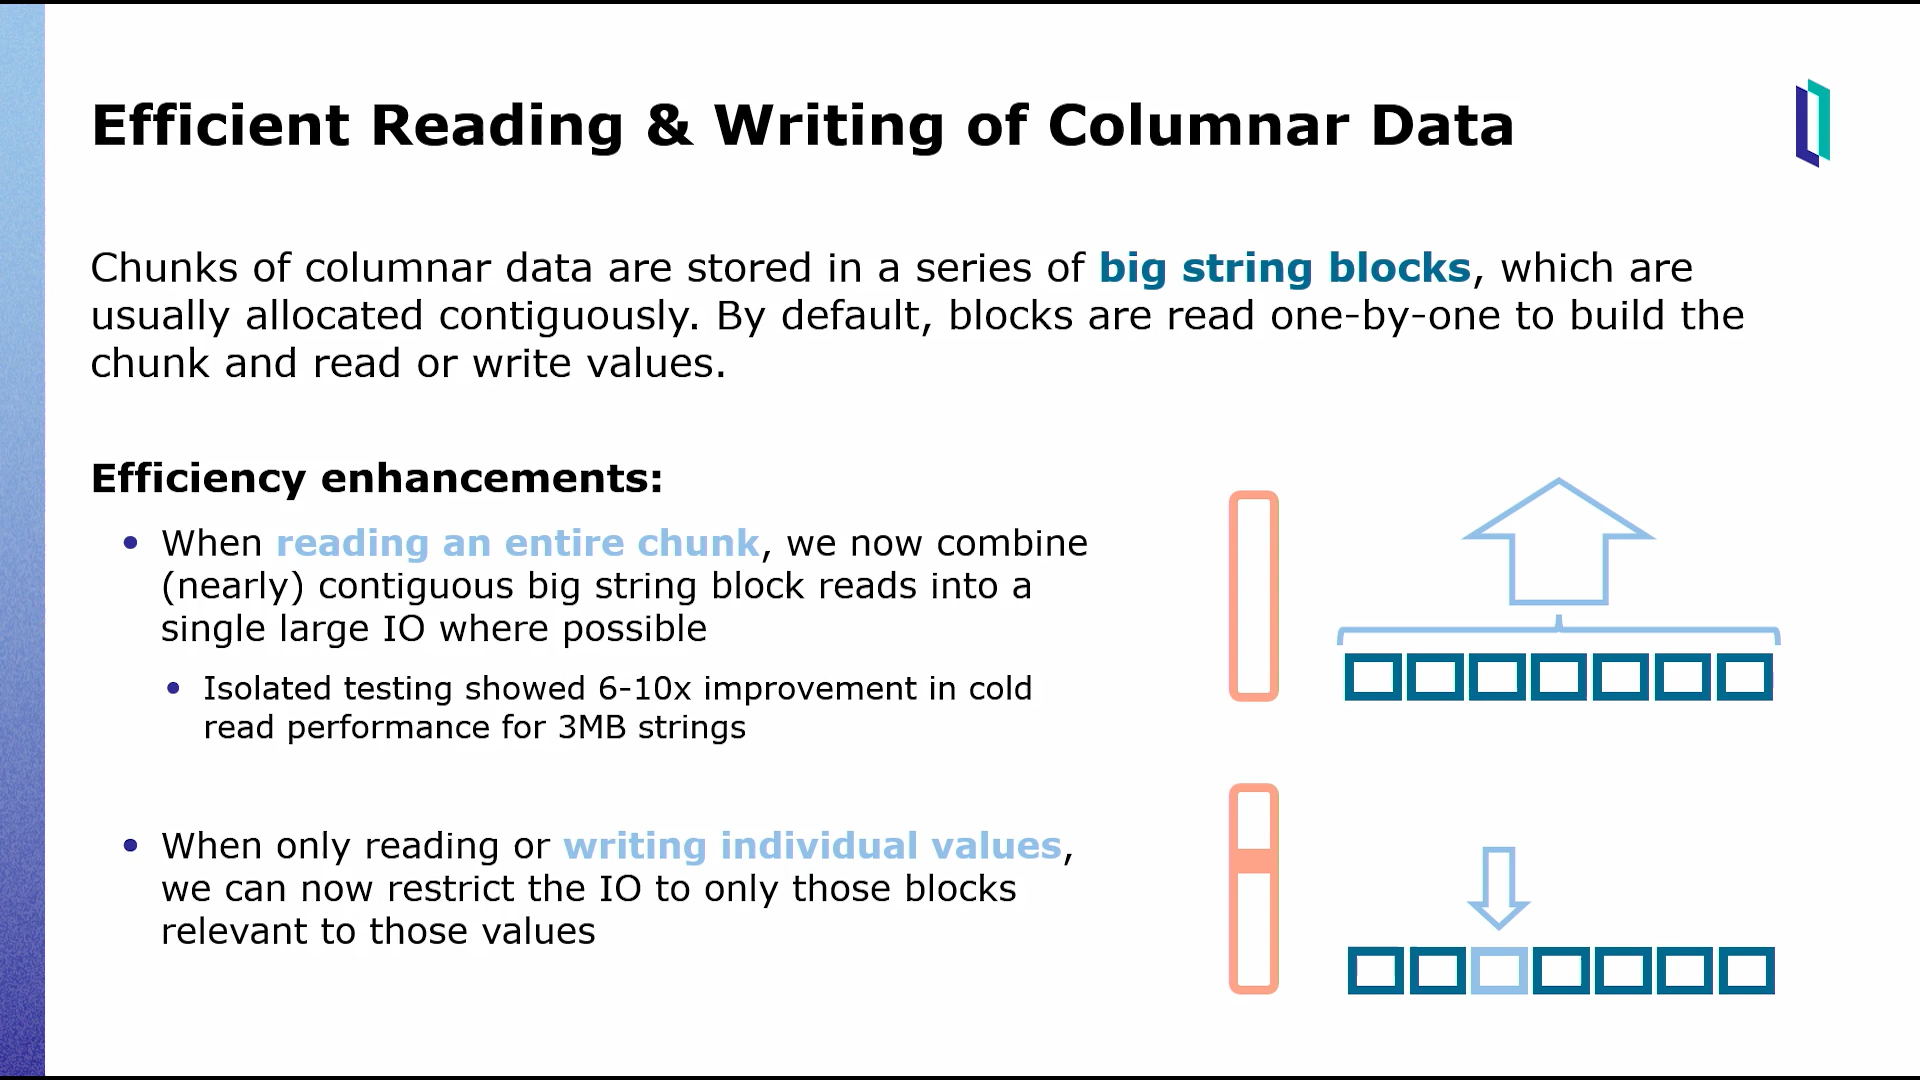 Efficient Reading & Writing of Columnar Data
Chunks of columnar data are stored in a series of big string blocks, which are
usually allocated contiguously. By default, blocks are read one-by-one to build the
chunk and read or write values.
Efficiency enhancements:
• When reading an entire chunk, we now combine
(nearly) contiguous big string block reads into a
single large IO where possible
• Isolated testing showed 6-10x improvement in cold
read performance for 3MB strings
• When only reading or writing individual values,
we can now restrict the IO to only those blocks
relevant to those values